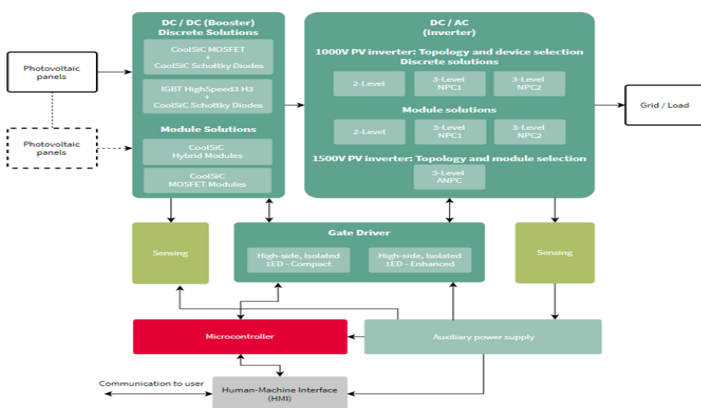 DC / DC (Booster)
Discrete Solutions
CoolSiC MOSFET
+
CoolSiC Schottky Diodes
IGBT HighSpeed3 H3
+
CoolSiC Schottky Diodes
Module Solutions
CoolSiC
Hybrid Modules
CoolSiC
MOSFET Modules
DC / AC
(Inverter)
1000V PV inverter: Topology and device selection
Discrete solutions
2-Level
3-Level
NPC1
3-Level
NPC2
Module solutions
2-Level
3-Level
NPC1
3-Level
NPC2
1500V PV inverter: Topology and module selection
3-Level
ANPC
Photovoltaic
panels
Photovoltaic
panels
Grid / Load
Sensing
Gate Driver
High-side, Isolated
1ED - Compact
High-side, Isolated
1ED - Enhanced
Sensing
Microcontroller
Auxiliary power supply
Communication to user
Human-Machine Interface
(HMI)